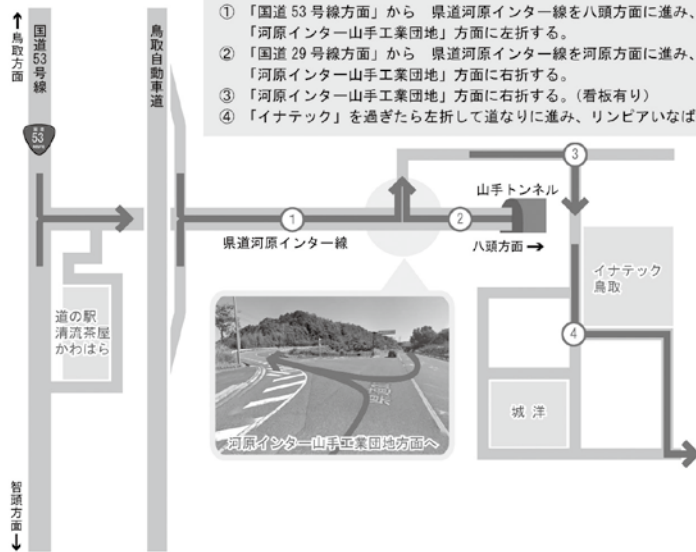 ① 「国道 53 号線方面」から 県道河原インター線を八頭方面に進み、
「河原インター山手工業団地」方面に左折する。
② 「国道 29 号線方面」から 県道河原インター線を河原方面に進み、
「河原インター山手工業団地」方面に右折する。
③ 「河原インター山手工業団地」方面に右折する。(看板有り)
④ 「イナテック」を過ぎたら左折して道なりに進み、リンピアいなば
鳥取方面
国道53号線
鳥取自動車道
53
③
山手トンネル
①
②
県道河原インター線
八頭方面 →
イナテック
鳥取
道の駅
清流茶屋
かわはら
④
城 洋
河原インター山手工業団地方面へ
智頭方面